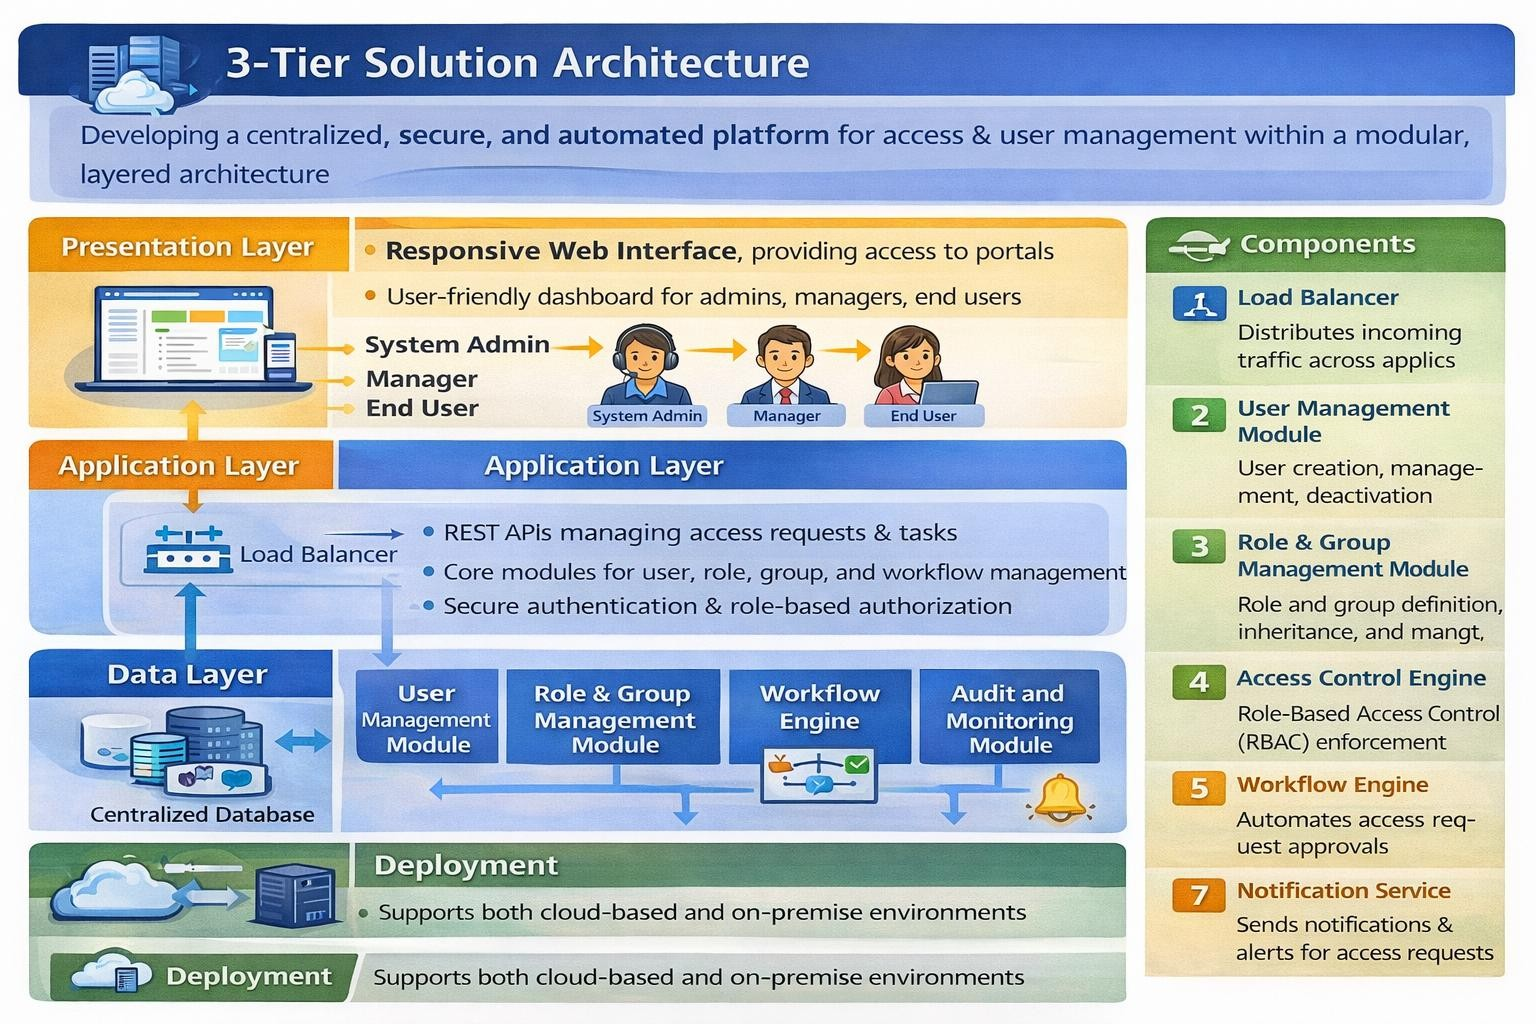 3-Tier Solution Architecture
Developing a centralized, secure, and automated platform for access & user management within a modular,
layered architecture
Presentation Layer
• Responsive Web Interface, providing access to portals
• User-friendly dashboard for admins, managers, end users
System Admin
Manager
End User
System Admin
Manager
End User
Application Layer
Application Layer
Load Balancer
• REST APIs managing access requests & tasks
• Core modules for user, role, group, and workflow management
• Secure authentication & role-based authorization
Data Layer
Centralized Database
User
Management
Module
Role & Group
Management
Module
Workflow
Engine
Audit and
Monitoring
Module
Deployment
• Supports both cloud-based and on-premise environments
Deployment
Supports both cloud-based and on-premise environments
Components
1
Load Balancer
Distributes incoming
traffic across applics
2
User Management
Module
User creation, manage-
ment, deactivation
3
Role & Group
Management Module
Role and group definition,
inheritance, and mangt,
4
Access Control Engine
Role-Based Access Control
(RBAC) enforcement
5
Workflow Engine
Automates access req-
uest approvals
7
Notification Service
Sends notifications &
alerts for access requests